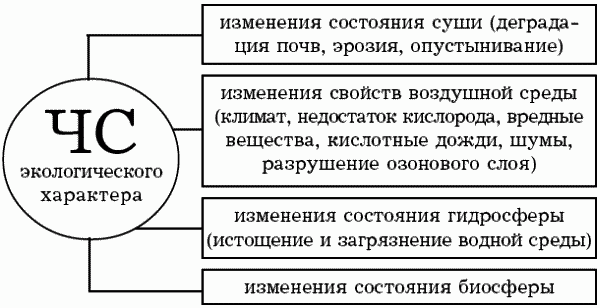 ЧС
экологического
характера
изменения состояния суши (деграда-
ция почв, эрозия, опустынивание)
изменения свойств воздушной среды
(климат, недостаток кислорода, вредные
вещества, кислотные дожди, шумы,
разрушение озонового слоя)
изменения состояния гидросферы
(истощение и загрязнение водной среды)
изменения состояния биосферы